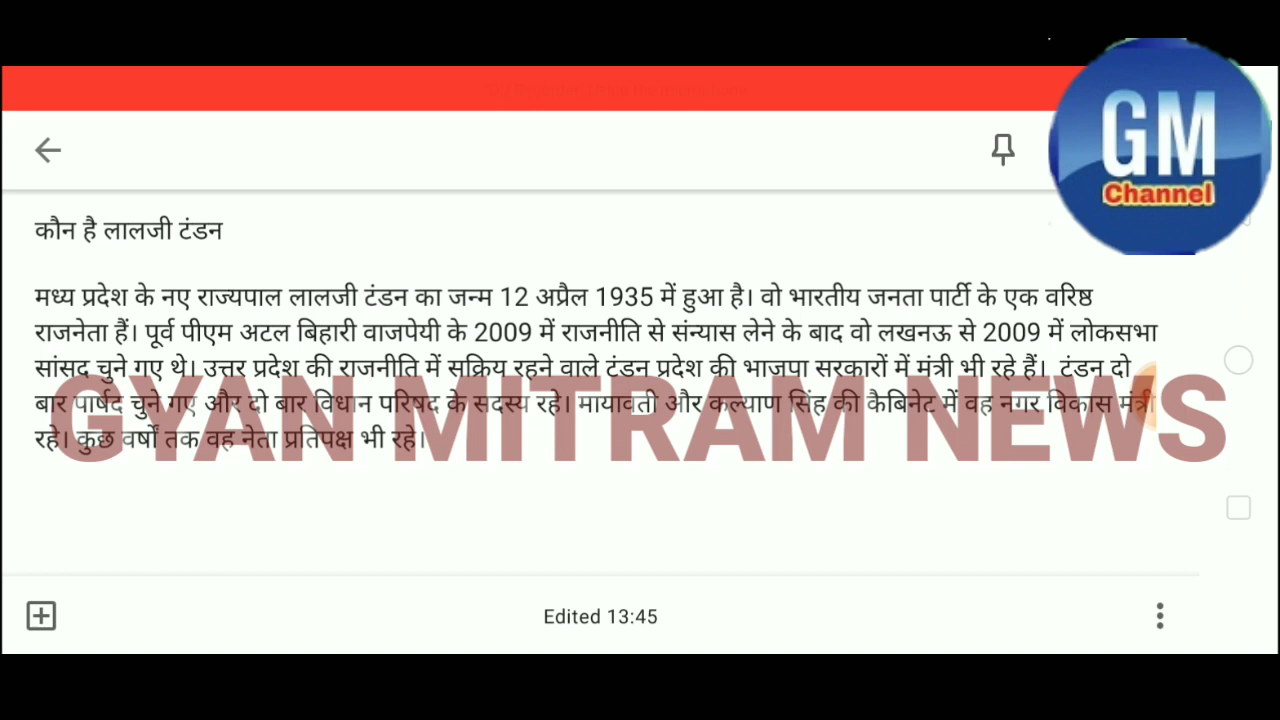 GM
Channel
कौन है लालजी टंडन
मध्य प्रदेश के नए राज्यपाल लालजी टंडन का जन्म 12 अप्रैल 1935 में हुआ है। वो भारतीय जनता पार्टी के एक वरिष्ठ
राजनेता हैं। पूर्व पीएम अटल बिहारी वाजपेयी के 2009 में राजनीति से संन्यास लेने के बाद वो लखनऊ से 2009 में लोकसभा
सांसद चुने गए थे। उत्तर प्रदेश की राजनीति में सक्रिय रहने वाले टंडन प्रदेश की भाजपा सरकारों में मंत्री भी रहे हैं। टंडन दो
बार पार्षद चुने गए और दो बार विधान परिषद के सदस्य रहे। मायावती और कल्याण सिंह की कैबिनेट में वह नगर विकास मंत्री
रहे। कुछ वर्षों तक वह नेता प्रतिपक्ष भी रहे।
GYAN MITRAM NEWS
Edited 13:45